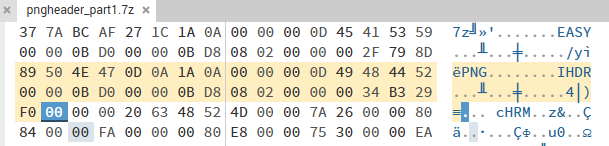 pngheader_part1.7z ×
37 7A BC AF 27 1C 1A 0A 00 00 00 0D 45 41 53 59 7z╝»'.......EASY
00 00 0B D0 00 00 0B D8 08 02 00 00 00 2F 79 8D ...╨...╪...../yì
89 50 4E 47 0D 0A 1A 0A 00 00 00 0D 49 48 44 52 ëPNG........IHDR
00 00 0B D0 00 00 0B D8 08 02 00 00 00 34 B3 29 ...╨...╪.....4│)
F0 00 00 00 20 63 48 52 4D 00 00 7A 26 00 00 80 ≡... cHRM..z&..Ç
84 00 00 FA 00 00 00 80 E8 00 00 75 30 00 00 EA ä..·...ÇΦ..u0..Ω